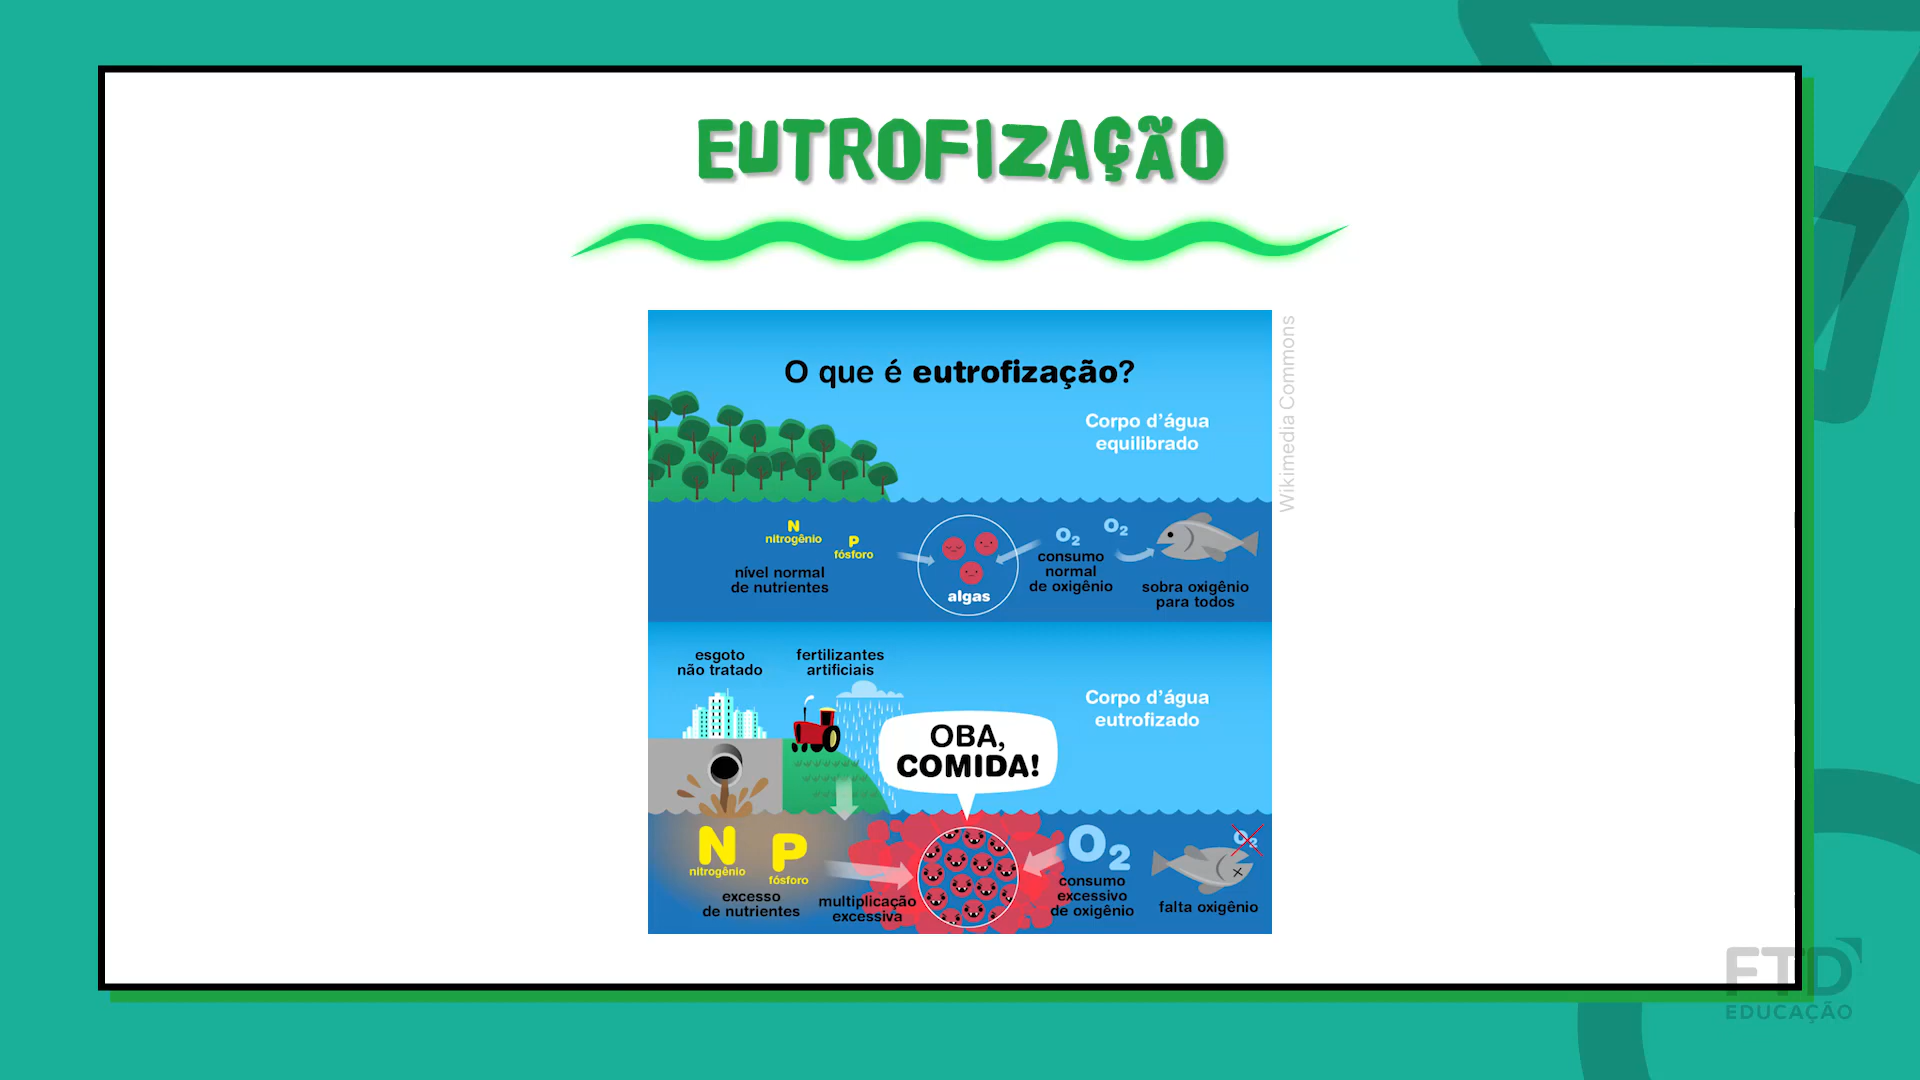 EUTROFIZAÇÃO
O que é eutrofização?
Corpo d'água
equilibrado
Wikimedia Commons
N
nitrogênio
P
fósforo
nível normal
de nutrientes
algas
O₂
O₂
consumo
normal
de oxigênio
sobra oxigênio
para todos
esgoto
não tratado
fertilizantes
artificiais
Corpo d'água
eutrofizado
OBA,
COMIDA!
N
nitrogênio
P
fósforo
excesso
de nutrientes
multiplicação
excessiva
O₂
consumo
excessivo
de oxigênio
O₂
falta oxigênio
FTD
EDUCAÇÃO